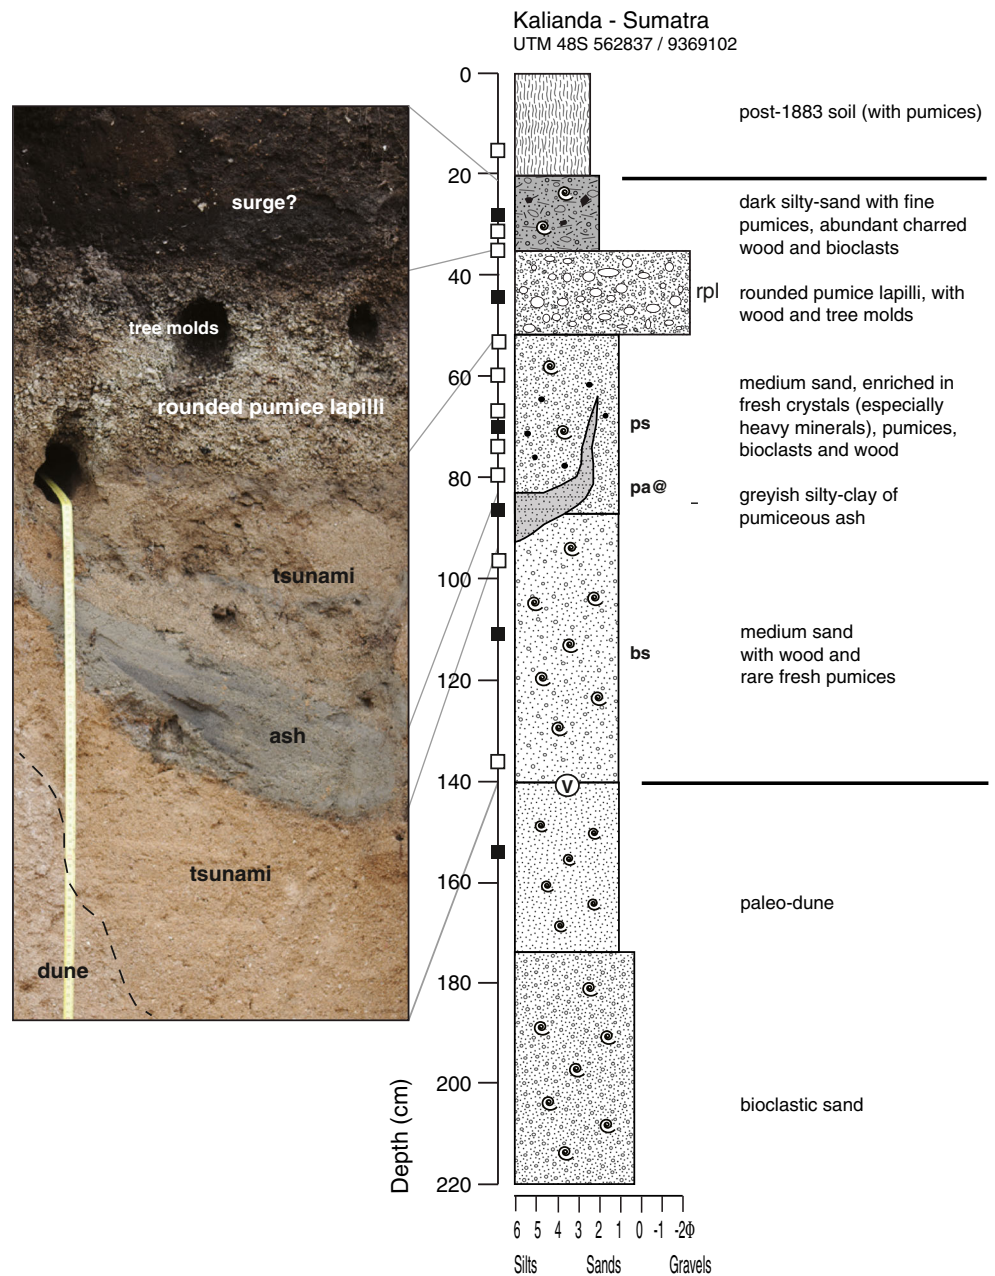 Kalianda - Sumatra
UTM 48S 562837 / 9369102
0
20
40
60
80
100
120
140
160
180
200
220
Depth (cm)
surge?
tree molds
rounded pumice lapilli
tsunami
ash
tsunami
dune
post-1883 soil (with pumices)
dark silty-sand with fine
pumices, abundant charred
wood and bioclasts
rpl
rounded pumice lapilli, with
wood and tree molds
ps
medium sand, enriched in
fresh crystals (especially
heavy minerals), pumices,
bioclasts and wood
pa@
greyish silty-clay of
pumiceous ash
bs
medium sand
with wood and
rare fresh pumices
V
paleo-dune
bioclastic sand
6 5 4 3 2 1 0 -1 -2Φ
Silts Sands Gravels